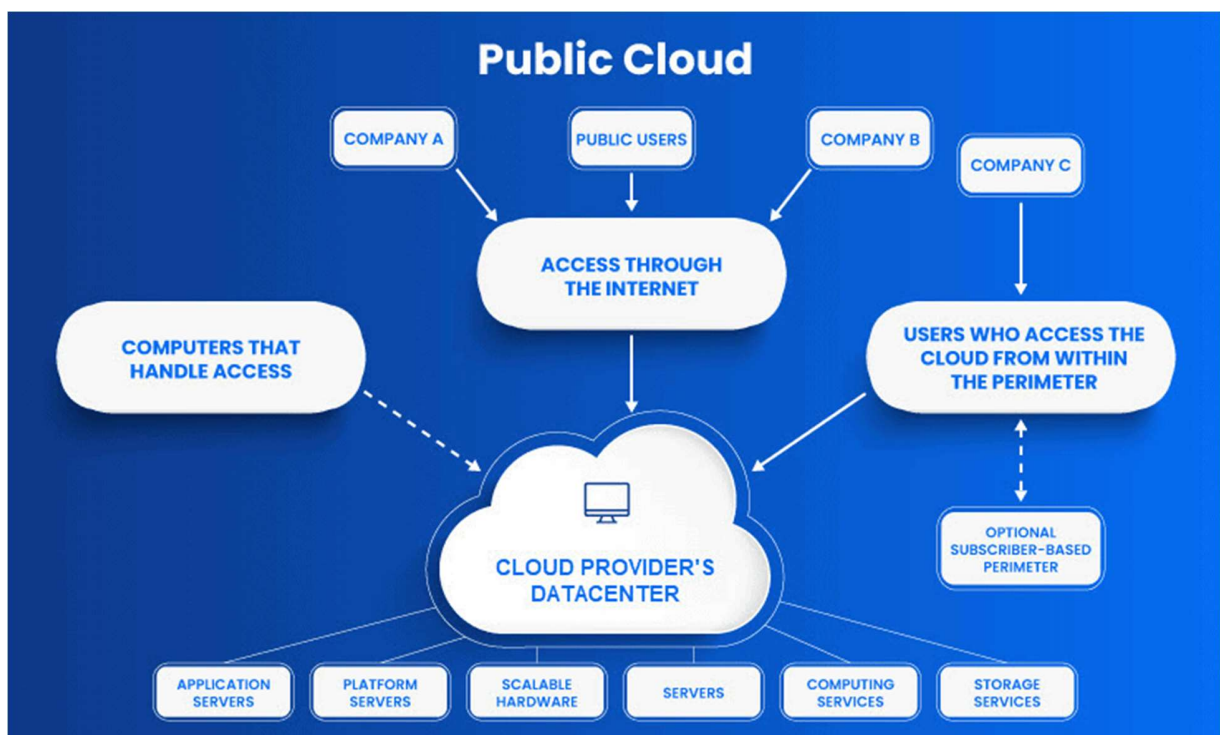 Public Cloud
COMPANY A
PUBLIC USERS
COMPANY B
COMPANY C
ACCESS THROUGH
THE INTERNET
COMPUTERS THAT
HANDLE ACCESS
USERS WHO ACCESS THE
CLOUD FROM WITHIN
THE PERIMETER
OPTIONAL
SUBSCRIBER-BASED
PERIMETER
CLOUD PROVIDER'S
DATACENTER
APPLICATION
SERVERS
PLATFORM
SERVERS
SCALABLE
HARDWARE
SERVERS
COMPUTING
SERVICES
STORAGE
SERVICES